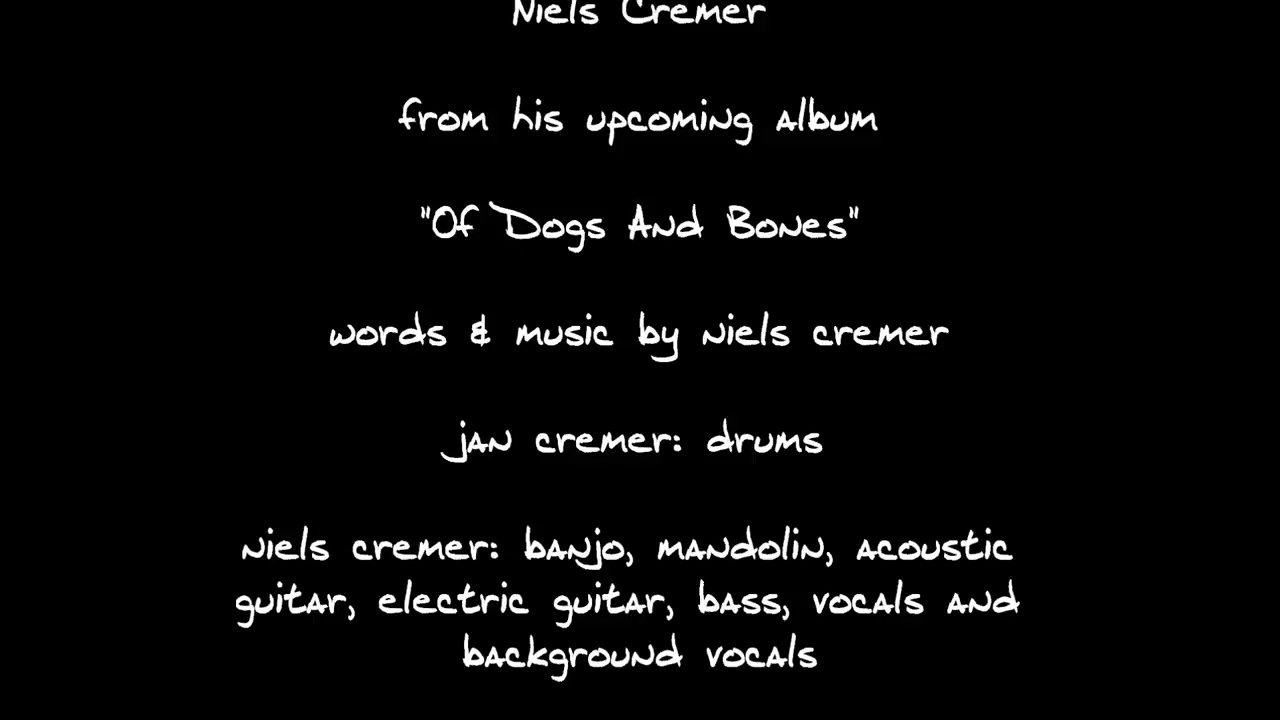 Niels Cremer
from his upcoming album
"Of Dogs And Bones"
words & music by niels cremer
jan cremer: drums
niels cremer: banjo, mandolin, acoustic
guitar, electric guitar, bass, vocals and
background vocals